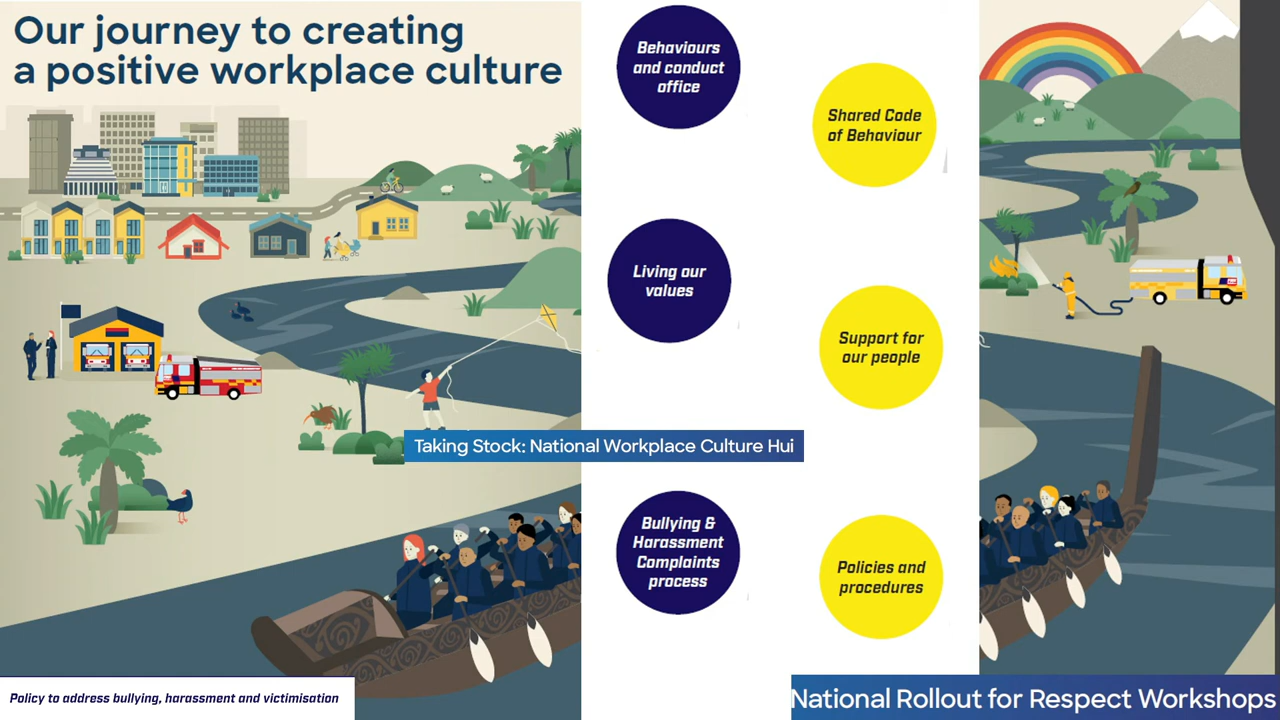 Our journey to creating
a positive workplace culture
Behaviours
and conduct
office
Shared Code
of Behaviour
Living our
values
Support for
our people
Taking Stock: National Workplace Culture Hui
Bullying &
Harassment
Complaints
process
Policies and
procedures
Policy to address bullying, harassment and victimisation
National Rollout for Respect Workshops